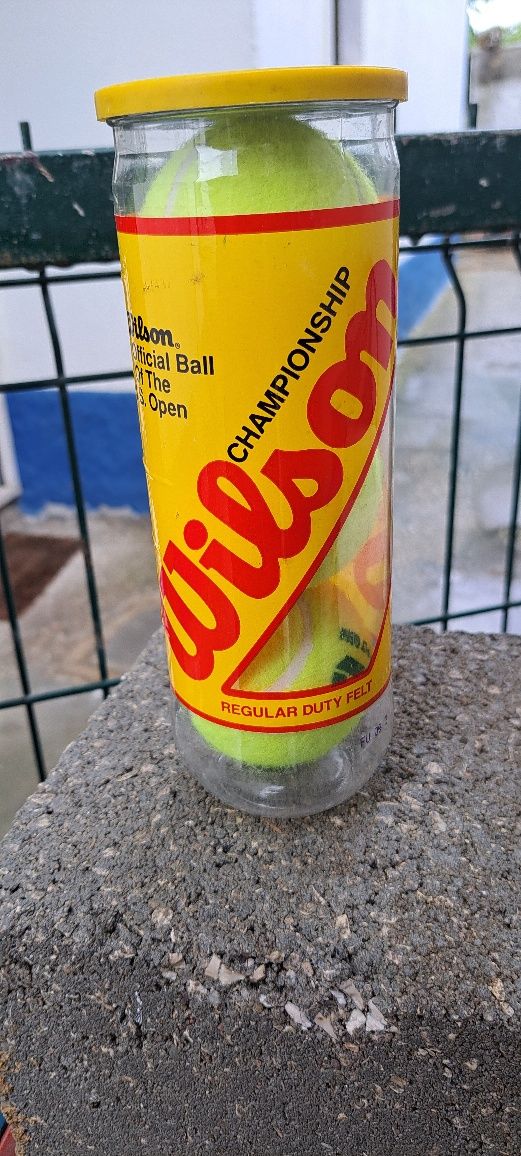 Wilson®
Official Ball
Of The
U.S. Open
CHAMPIONSHIP
Wilson
REGULAR DUTY FELT